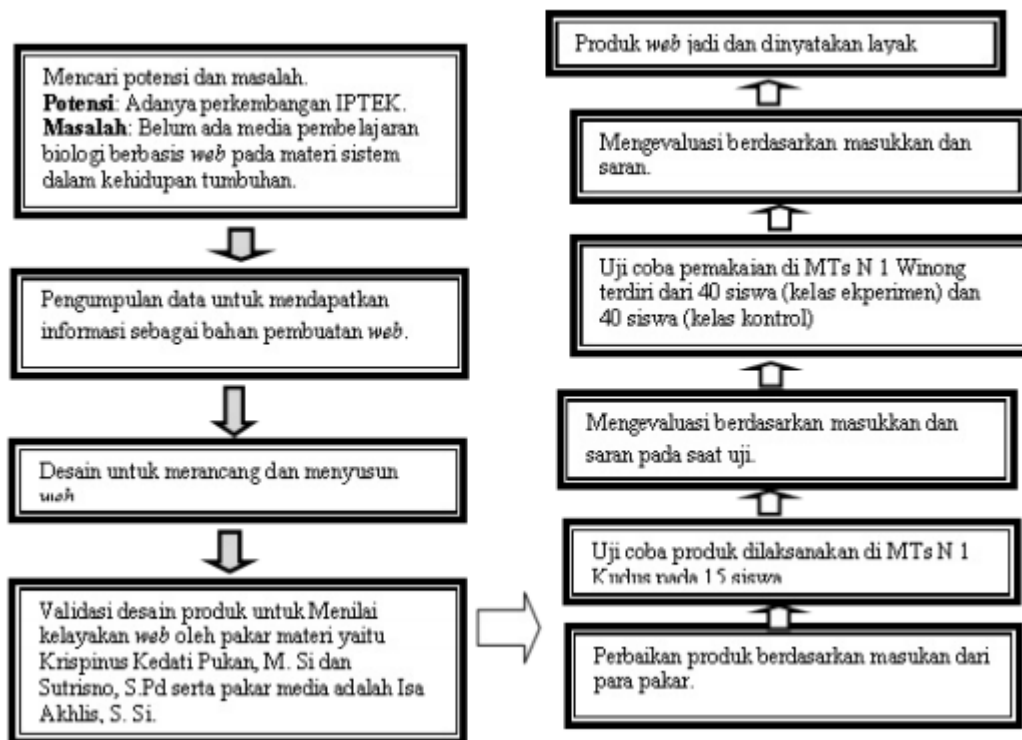 Mencari potensi dan masalah.
Potensi: Adanya perkembangan IPTEK.
Masalah: Belum ada media pembelajaran
biologi berbasis web pada materi sistem
dalam kehidupan tumbuhan.
Pengumpulan data untuk mendapatkan
informasi sebagai bahan pembuatan web.
Desain untuk merancang dan menyusun
web
Validasi desain produk untuk Menilai
kelayakan web oleh pakar materi yaitu
Krispinus Kedati Pukan, M. Si dan
Sutrisno, S.Pd serta pakar media adalah Isa
Akhlis, S. Si.
Perbaikan produk berdasarkan masukan dari
para pakar.
Uji coba produk dilaksanakan di MTs N 1
Kudus pada 15 siswa
Mengevaluasi berdasarkan masukkan dan
saran pada saat uji.
Uji coba pemakaian di MTs N 1 Winong
terdiri dari 40 siswa (kelas ekperimen) dan
40 siswa (kelas kontrol)
Mengevaluasi berdasarkan masukkan dan
saran.
Produk web jadi dan dinyatakan layak